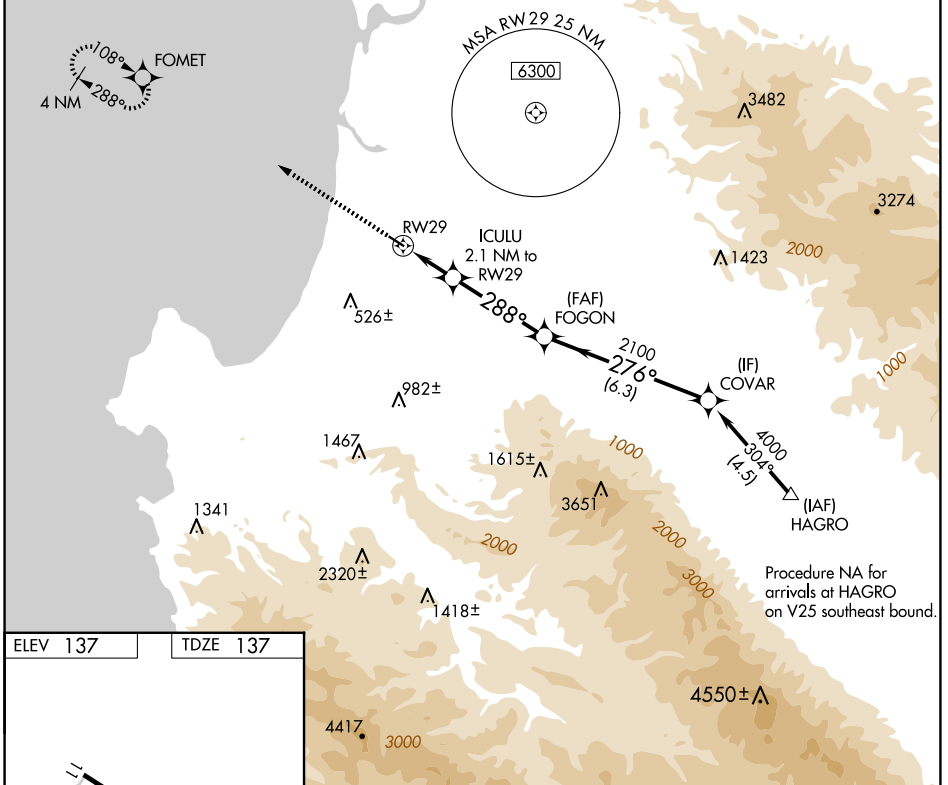 108°
FOMET
4 NM
288°
MSA RW29 25 NM
6300
3482
3274
RW29
ICULU
2.1 NM to
RW29
1423
2000
526±
288°
(FAF)
FOGON
2100
276°
(6.3)
(IF)
COVAR
1000
982±
4000
304°
(4.5)
1467
1615±
1000
3651
(IAF)
HAGRO
1341
2000
2000
2320±
3000
1418±
Procedure NA for
arrivals at HAGRO
on V25 southeast bound.
ELEV 137
TDZE 137
4550±
4417
3000
11